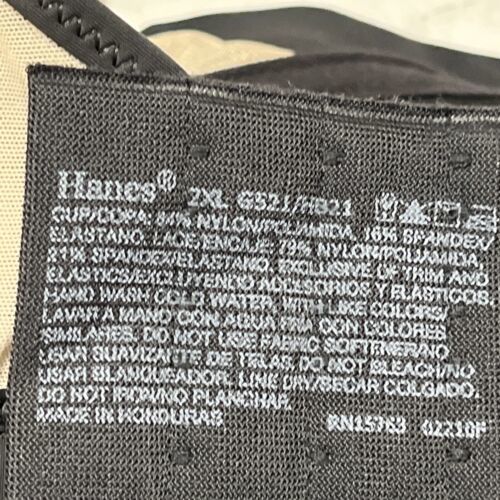 Hanes® 2XL G521/HB21
CUP/COPA: 84% NYLON/POLIAMIDA 16% SPANDEX/
ELASTANO. LACE/ENCAJE 79% NYLON/POLIAMIDA
21% SPANDEX/ELASTANO, EXCLUSIVE OF TRIM AND
ELASTICS/EXCLUYENDO ACCESORIOS Y ELASTICOS.
HAND WASH COLD WATER, WITH LIKE COLORS/
LAVAR A MANO CON AGUA FRIA CON COLORES
SIMILARES. DO NOT USE FABRIC SOFTENER/NO
USAR SUAVIZANTE DE TELAS. DO NOT BLEACH/NO
USAR BLANQUEADOR. LINE DRY/SECAR COLGADO.
DO NOT IRON/NO PLANCHAR.
MADE IN HONDURAS RN15763 02210F